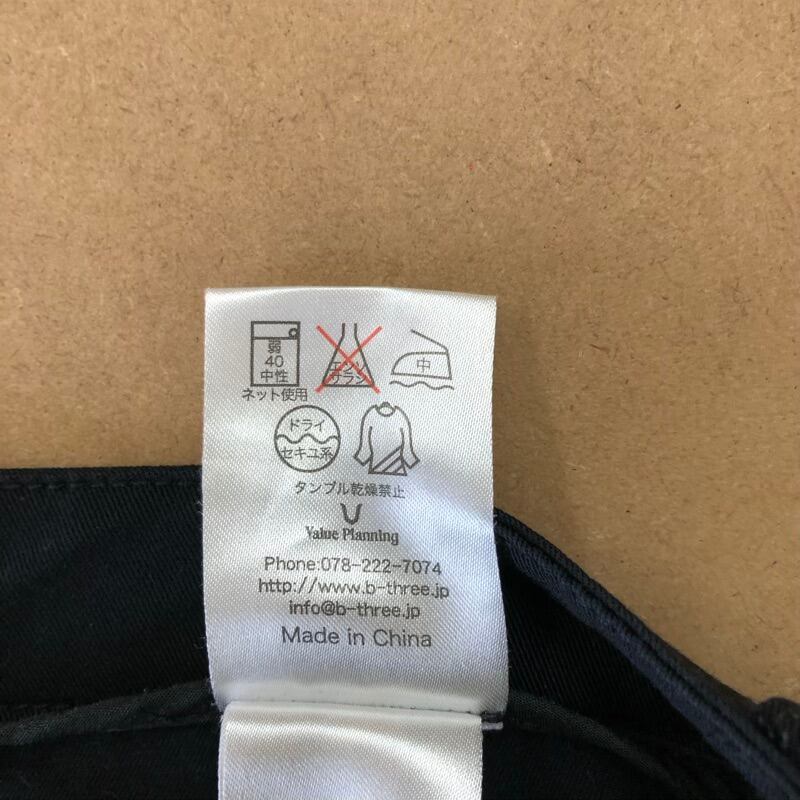 弱
40
中性
ネット使用
エンソ
サラシ
中
ドライ
セキユ系
タンブル乾燥禁止
Value Planning
Phone:078-222-7074
http://www.b-three.jp
info@b-three.jp
Made in China